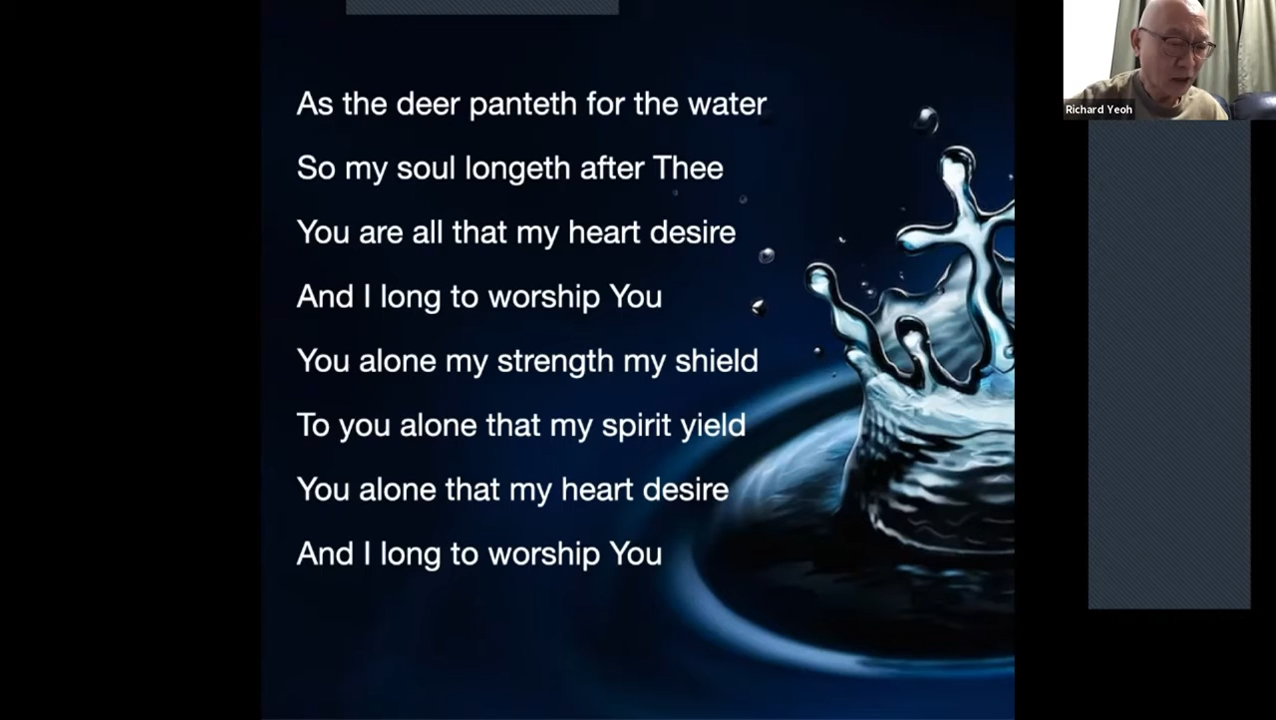 As the deer panteth for the water
So my soul longeth after Thee
You are all that my heart desire
And I long to worship You
You alone my strength my shield
To you alone that my spirit yield
You alone that my heart desire
And I long to worship You
Richard Yeoh